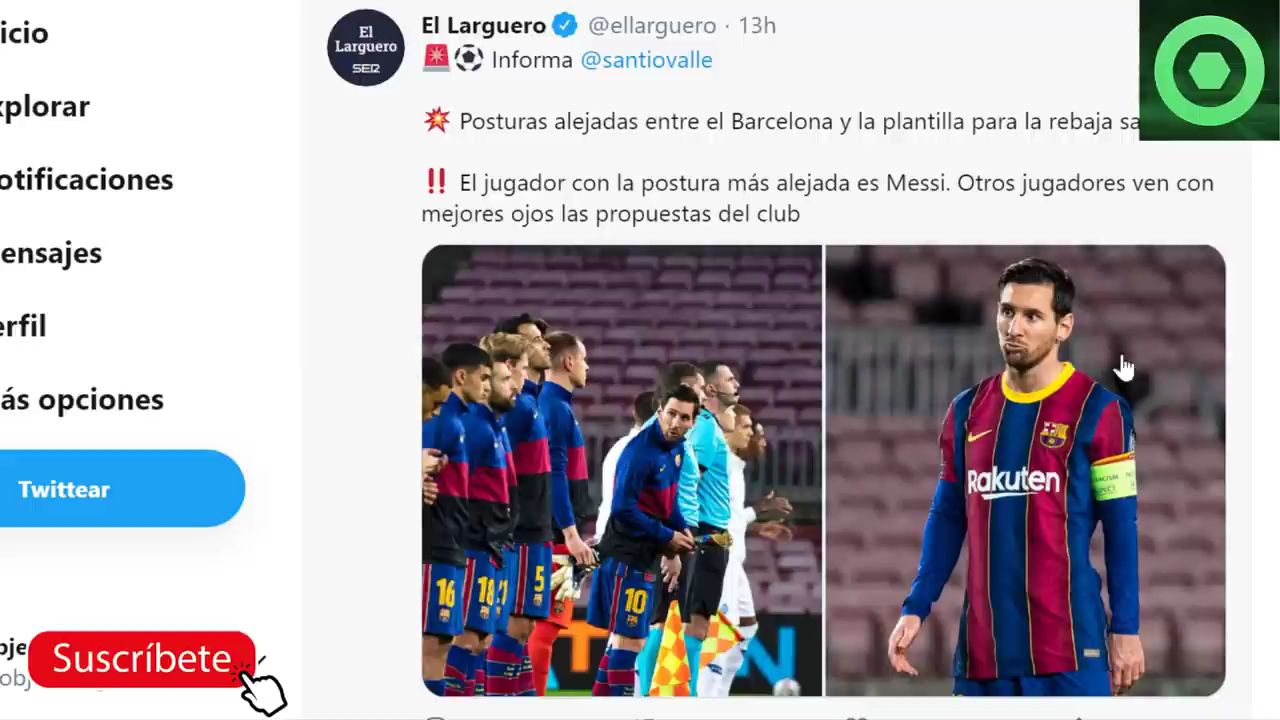 icio
xplorar
otificaciones
ensajes
erfil
ás opciones
Twittear
Suscríbete
El Larguero @ellarguero · 13h
El
Larguero
SER
Informa @santiovalle
Posturas alejadas entre el Barcelona y la plantilla para la rebaja sa
El jugador con la postura más alejada es Messi. Otros jugadores ven con
mejores ojos las propuestas del club
16
18
5
10
Rakuten